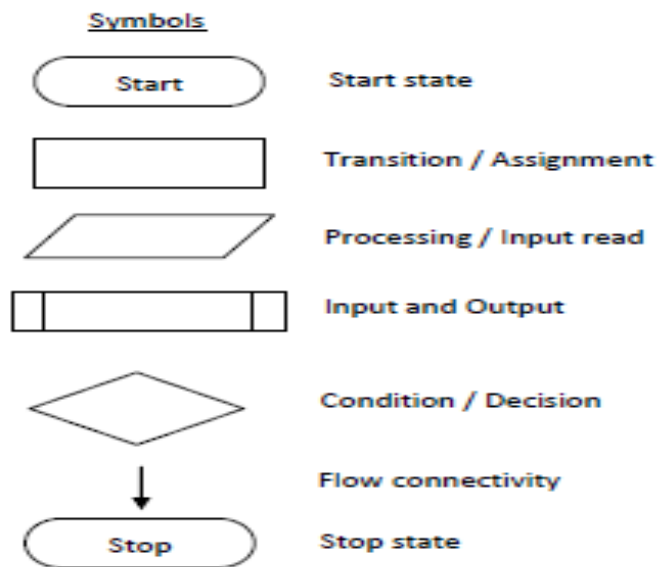 Symbols
Start
Start state
Transition / Assignment
Processing / Input read
Input and Output
Condition / Decision
Flow connectivity
Stop
Stop state